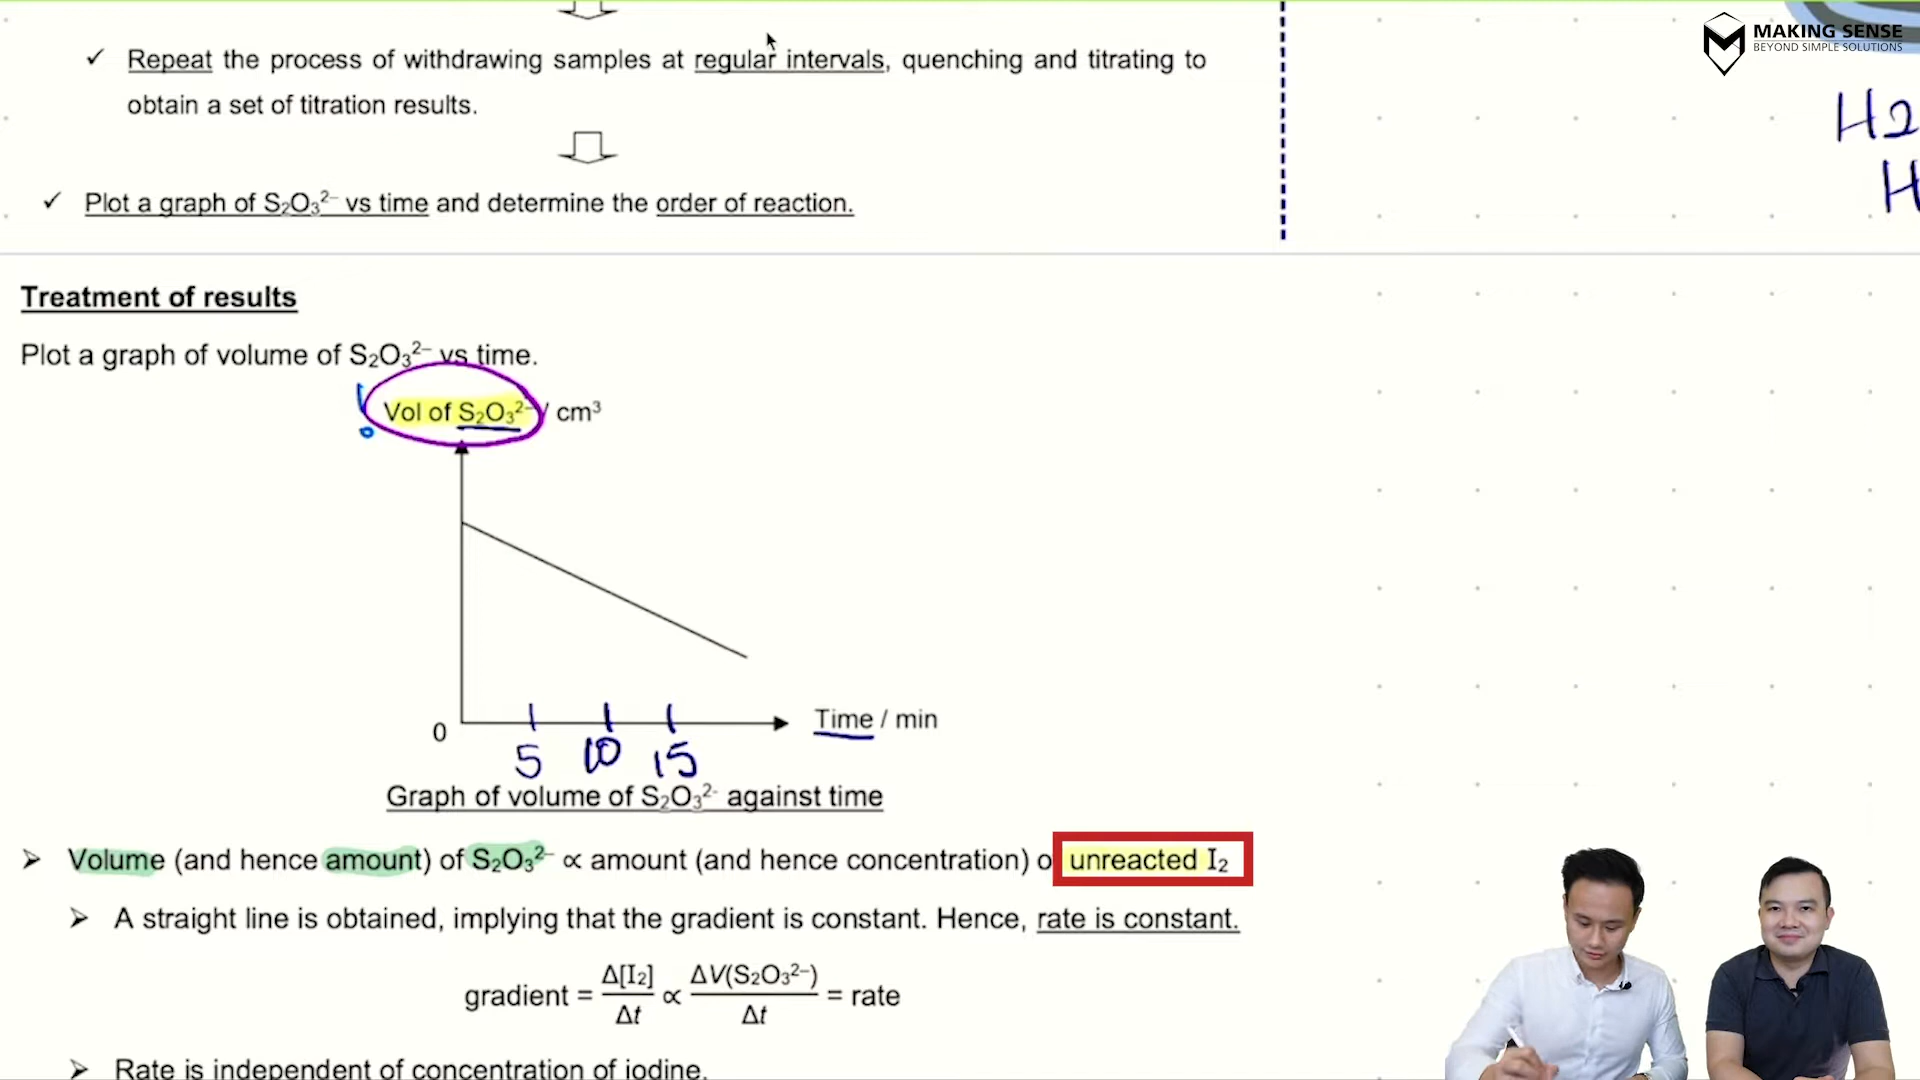 MAKING SENSE
BEYOND SIMPLE SOLUTIONS
✓ Repeat the process of withdrawing samples at regular intervals, quenching and titrating to
obtain a set of titration results.
H2
H
✓ Plot a graph of S₂O₃²⁻ vs time and determine the order of reaction.
Treatment of results
Plot a graph of volume of S₂O₃²⁻ vs time.
! Vol of S₂O₃²⁻ / cm³
0
Time / min
5 10 15
Graph of volume of S₂O₃²⁻ against time
➢ Volume (and hence amount) of S₂O₃²⁻ ∝ amount (and hence concentration) o unreacted I₂
➢ A straight line is obtained, implying that the gradient is constant. Hence, rate is constant.
gradient = Δ[I₂]/Δt ∝ ΔV(S₂O₃²⁻)/Δt = rate
➢ Rate is independent of concentration of iodine.